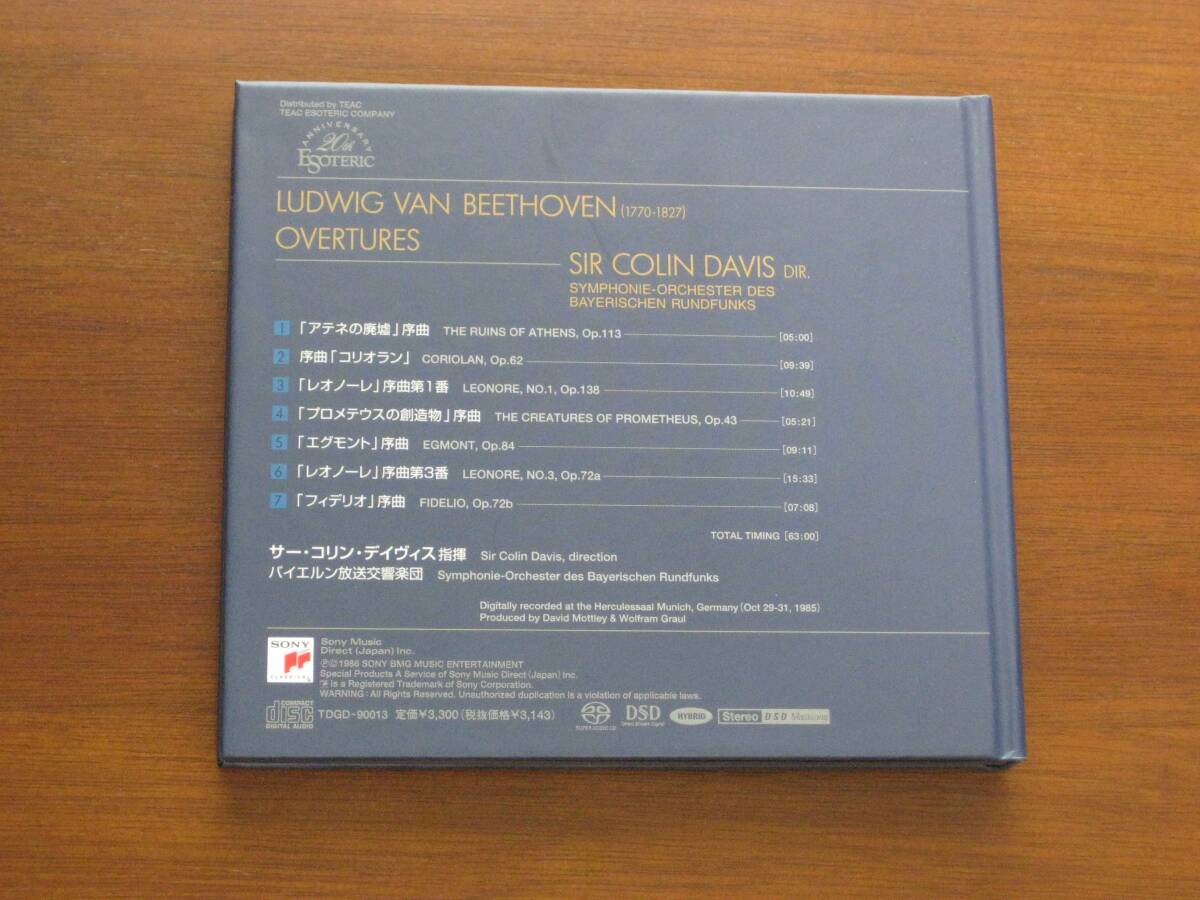 Distributed by TEAC
TEAC ESOTERIC COMPANY
ANNIVERSARY
20th
ESOTERIC
LUDWIG VAN BEETHOVEN (1770-1827)
OVERTURES
SIR COLIN DAVIS DIR.
SYMPHONIE-ORCHESTER DES
BAYERISCHEN RUNDFUNKS
1 「アテネの廃墟」序曲 THE RUINS OF ATHENS, Op.113 [05:00]
2 序曲「コリオラン」 CORIOLAN, Op.62 [09:39]
3 「レオノーレ」序曲第1番 LEONORE, NO.1, Op.138 [10:49]
4 「プロメテウスの創造物」序曲 THE CREATURES OF PROMETHEUS, Op.43 [05:21]
5 「エグモント」序曲 EGMONT, Op.84 [09:11]
6 「レオノーレ」序曲第3番 LEONORE, NO.3, Op.72a [15:33]
7 「フィデリオ」序曲 FIDELIO, Op.72b [07:08]
TOTAL TIMING [63:00]
サー・コリン・デイヴィス指揮 Sir Colin Davis, direction
バイエルン放送交響楽団 Symphonie-Orchester des Bayerischen Rundfunks
Digitally recorded at the Herculessaal Munich, Germany (Oct 29-31, 1985)
Produced by David Mottley & Wolfram Graul
SONY
CLASSICAL
Sony Music
Direct (Japan) Inc.
℗© 1986 SONY BMG MUSIC ENTERTAINMENT
Special Products A Service of Sony Music Direct (Japan) Inc.
is a Registered Trademark of Sony Corporation.
WARNING : All Rights Reserved. Unauthorized duplication is a violation of applicable laws.
COMPACT
disc
DIGITAL AUDIO
TDGD-90013 定価¥3,300 (税抜価格¥3,143)
SUPER AUDIO CD
DSD
Direct Stream Digital
HYBRID
Stereo DSD Mastering